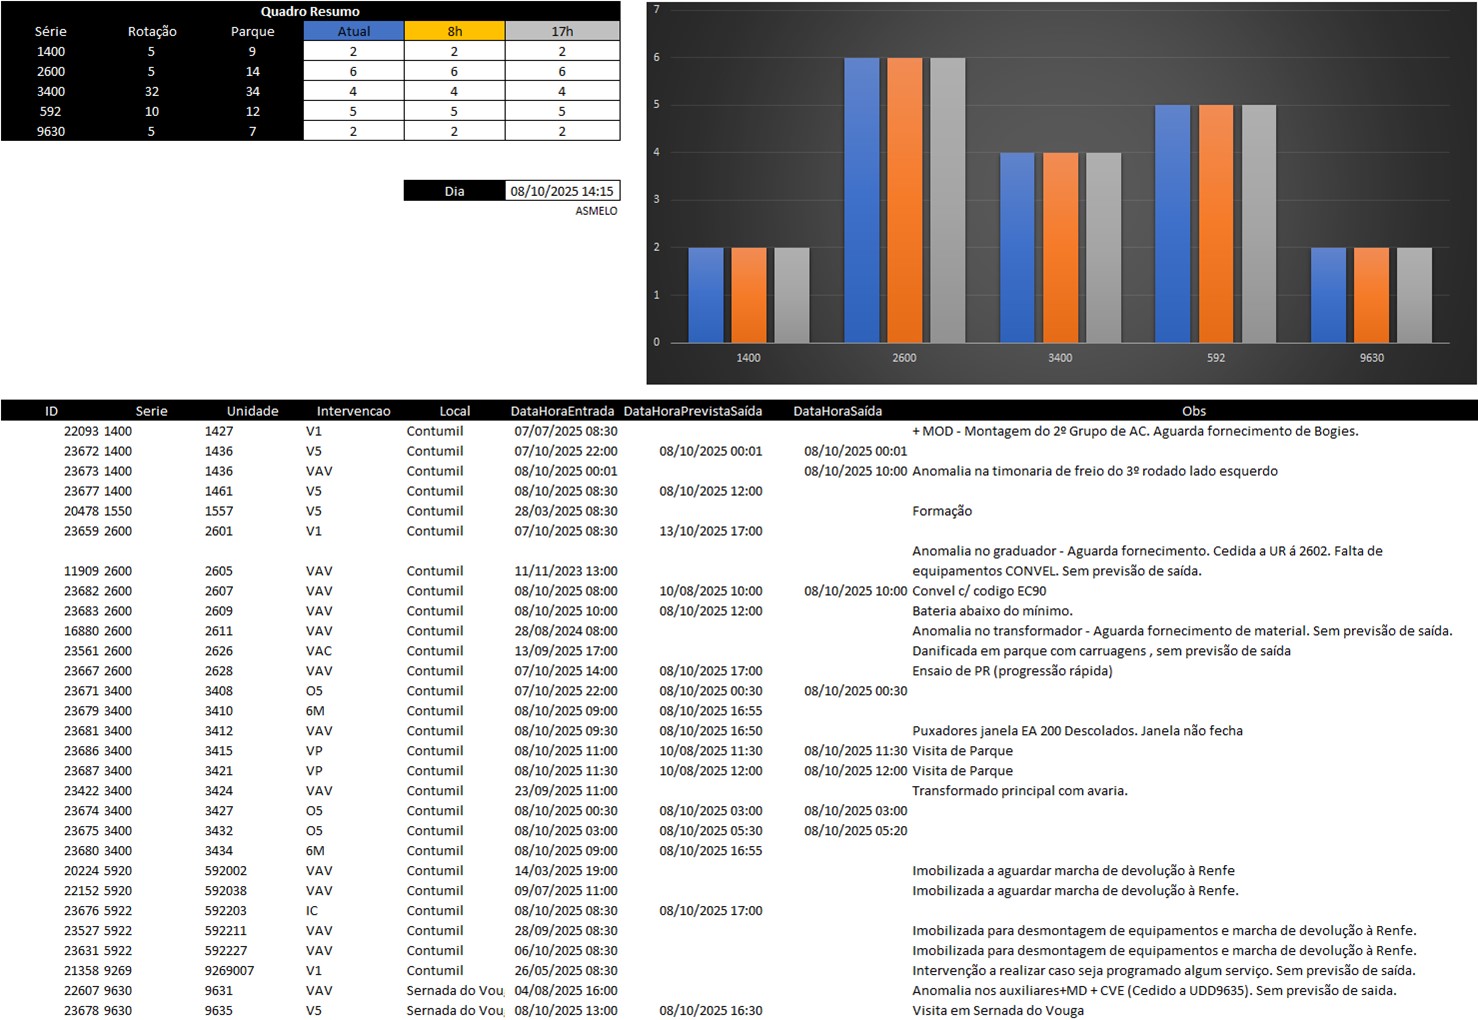 Quadro Resumo
Série Rotação Parque Atual 8h 17h
1400 5 9 2 2 2
2600 5 14 6 6 6
3400 32 34 4 4 4
592 10 12 5 5 5
9630 5 7 2 2 2
Dia 08/10/2025 14:15
ASMELO
7
6
5
4
3
2
1
0
1400 2600 3400 592 9630
ID Serie Unidade Intervencao Local DataHoraEntrada DataHoraPrevistaSaída DataHoraSaída Obs
22093 1400 1427 V1 Contumil 07/07/2025 08:30 + MOD - Montagem do 2º Grupo de AC. Aguarda fornecimento de Bogies.
23672 1400 1436 V5 Contumil 07/10/2025 22:00 08/10/2025 00:01 08/10/2025 00:01
23673 1400 1436 VAV Contumil 08/10/2025 00:01 08/10/2025 10:00 Anomalia na timonaria de freio do 3º rodado lado esquerdo
23677 1400 1461 V5 Contumil 08/10/2025 08:30 08/10/2025 12:00
20478 1550 1557 V5 Contumil 28/03/2025 08:30 Formação
23659 2600 2601 V1 Contumil 07/10/2025 08:30 13/10/2025 17:00
Anomalia no graduador - Aguarda fornecimento. Cedida a UR á 2602. Falta de
11909 2600 2605 VAV Contumil 11/11/2023 13:00 equipamentos CONVEL. Sem previsão de saída.
23682 2600 2607 VAV Contumil 08/10/2025 08:00 10/08/2025 10:00 08/10/2025 10:00 Convel c/ codigo EC90
23683 2600 2609 VAV Contumil 08/10/2025 10:00 08/10/2025 12:00 Bateria abaixo do mínimo.
16880 2600 2611 VAV Contumil 28/08/2024 08:00 Anomalia no transformador - Aguarda fornecimento de material. Sem previsão de saída.
23561 2600 2626 VAC Contumil 13/09/2025 17:00 Danificada em parque com carruagens , sem previsão de saída
23667 2600 2628 VAV Contumil 07/10/2025 14:00 08/10/2025 17:00 Ensaio de PR (progressão rápida)
23671 3400 3408 O5 Contumil 07/10/2025 22:00 08/10/2025 00:30 08/10/2025 00:30
23679 3400 3410 6M Contumil 08/10/2025 09:00 08/10/2025 16:55
23681 3400 3412 VAV Contumil 08/10/2025 09:30 08/10/2025 16:50 Puxadores janela EA 200 Descolados. Janela não fecha
23686 3400 3415 VP Contumil 08/10/2025 11:00 10/08/2025 11:30 08/10/2025 11:30 Visita de Parque
23687 3400 3421 VP Contumil 08/10/2025 11:30 10/08/2025 12:00 08/10/2025 12:00 Visita de Parque
23422 3400 3424 VAV Contumil 23/09/2025 11:00 Transformado principal com avaria.
23674 3400 3427 O5 Contumil 08/10/2025 00:30 08/10/2025 03:00 08/10/2025 03:00
23675 3400 3432 O5 Contumil 08/10/2025 03:00 08/10/2025 05:30 08/10/2025 05:20
23680 3400 3434 6M Contumil 08/10/2025 09:00 08/10/2025 16:55
20224 5920 592002 VAV Contumil 14/03/2025 19:00 Imobilizada a aguardar marcha de devolução à Renfe
22152 5920 592038 VAV Contumil 09/07/2025 11:00 Imobilizada a aguardar marcha de devolução à Renfe.
23676 5922 592203 IC Contumil 08/10/2025 08:30 08/10/2025 17:00
23527 5922 592211 VAV Contumil 28/09/2025 08:30 Imobilizada para desmontagem de equipamentos e marcha de devolução à Renfe.
23631 5922 592227 VAV Contumil 06/10/2025 08:30 Imobilizada para desmontagem de equipamentos e marcha de devolução à Renfe.
21358 9269 9269007 V1 Contumil 26/05/2025 08:30 Intervenção a realizar caso seja programado algum serviço. Sem previsão de saída.
22607 9630 9631 VAV Sernada do Vou 04/08/2025 16:00 Anomalia nos auxiliares+MD + CVE (Cedido a UDD9635). Sem previsão de saida.
23678 9630 9635 V5 Sernada do Vou 08/10/2025 13:00 08/10/2025 16:30 Visita em Sernada do Vouga